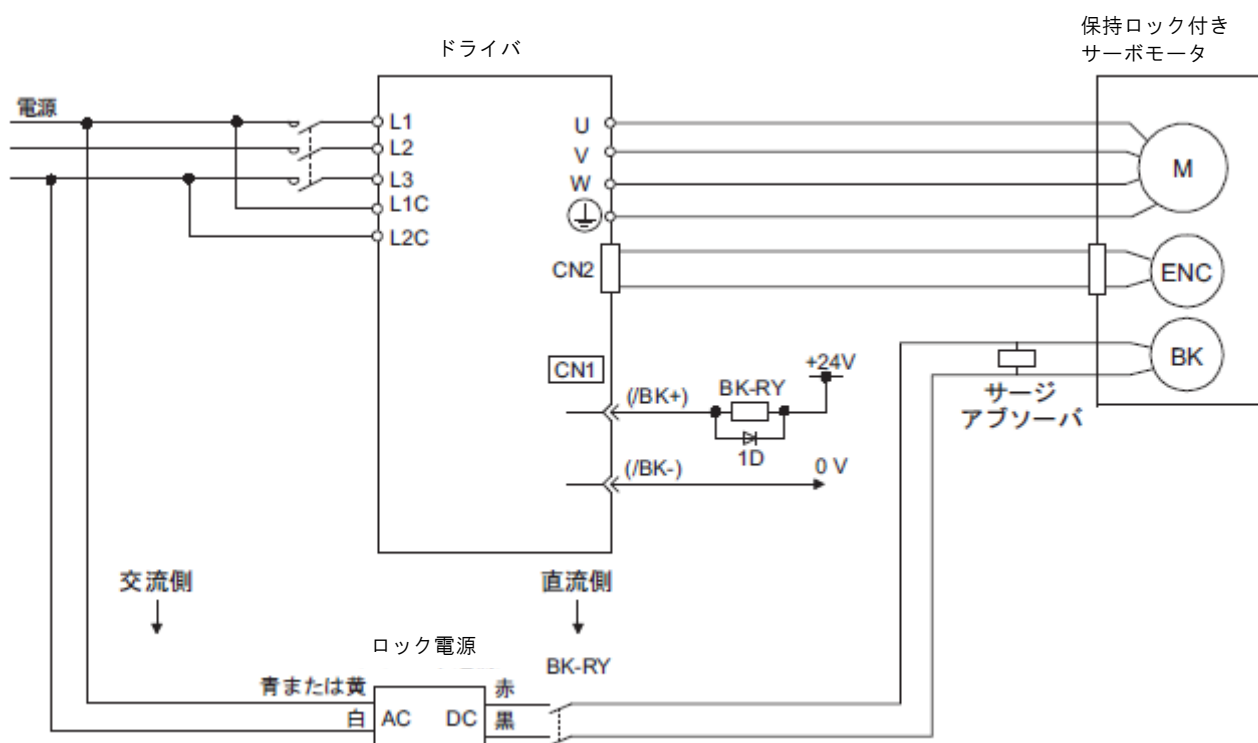 保持ロック付き
サーボモータ
ドライバ
電源
L1
L2
L3
L1C
L2C
U
V
W
CN2
CN1
M
ENC
BK
(/BK+)
BK-RY
+24V
1D
(/BK-)
0 V
サージ
アブソーバ
交流側
直流側
ロック電源
BK-RY
青または黄
白
AC
DC
赤
黒